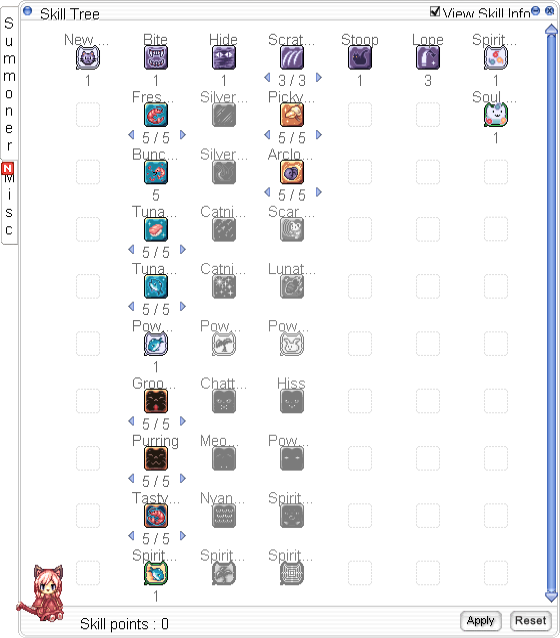 Skill Tree
View Skill Info
Summoner
Misc
N
New ... Bite Hide Scrat... Stoop Lope Spirit...
1 1 1 3 / 3 1 3 1
Fres... Silver... Picky... Soul ...
5 / 5 5 / 5 1
Bunc... Silver... Arclo...
5 5 / 5
Tuna... Catni... Scar ...
5 / 5
Tuna... Catni... Lunat...
5 / 5
Pow... Pow... Pow...
1
Groo... Chatt... Hiss
5 / 5
Purring Meo... Pow...
5 / 5
Tasty... Nyan... Spirit...
5 / 5
Spirit... Spirit... Spirit...
1
Skill points : 0
Apply
Reset